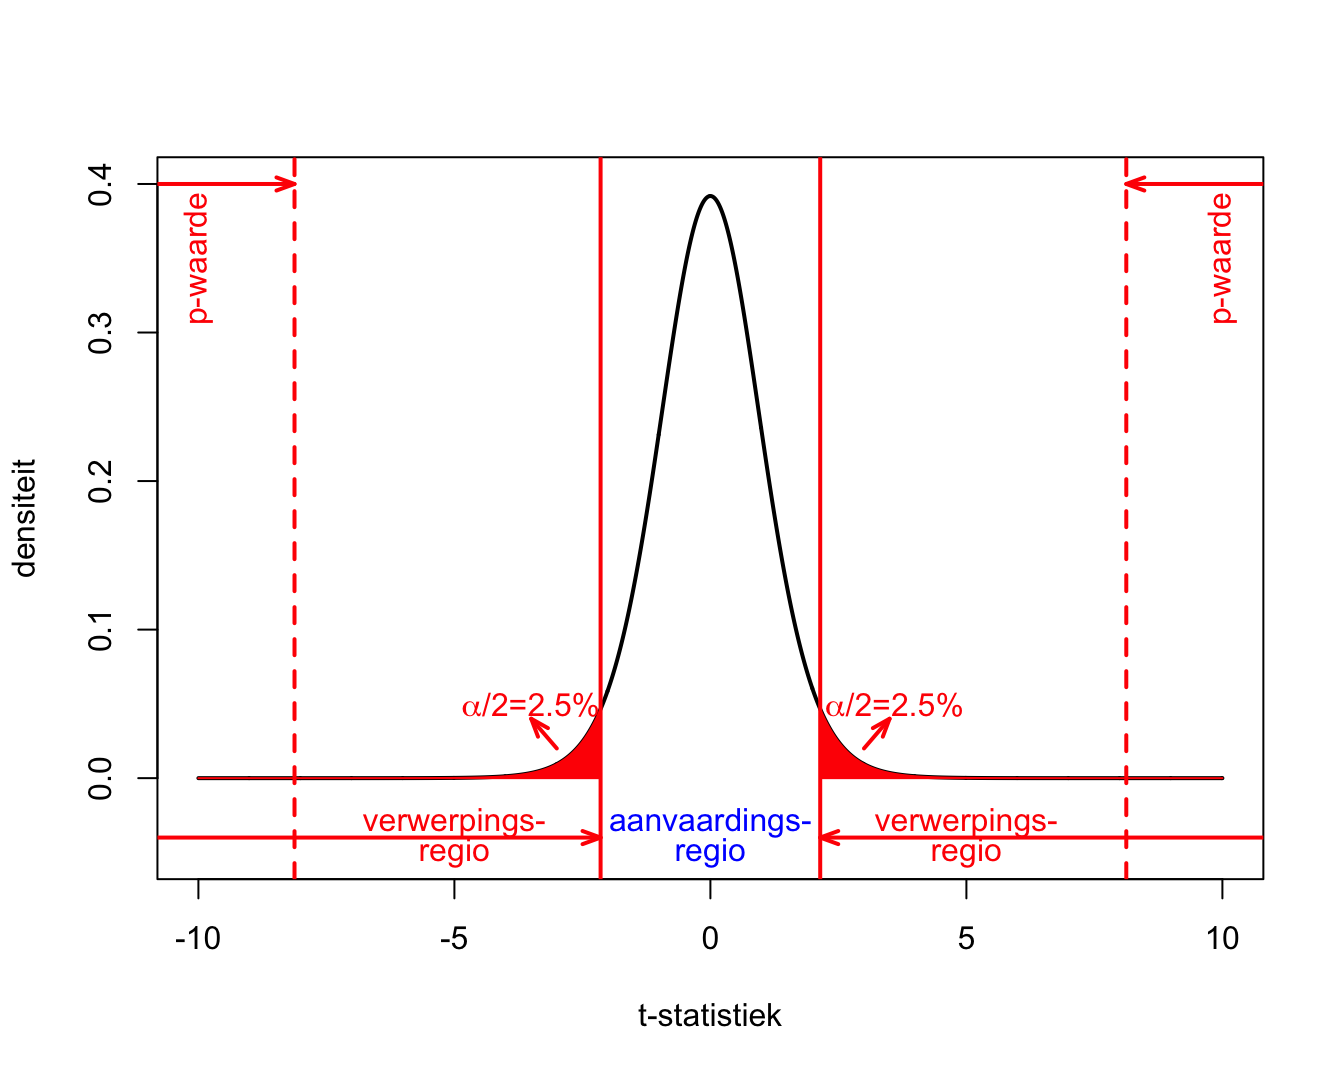 0.4
0.3
0.2
0.1
0.0
densiteit
p-waarde
p-waarde
α/2=2.5%
α/2=2.5%
verwerpings-
regio
aanvaardings-
regio
verwerpings-
regio
-10
-5
0
5
10
t-statistiek